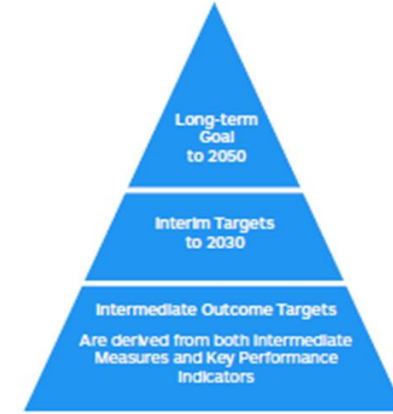 Long-term
Goal
to 2050
Interim Targets
to 2030
Intermediate Outcome Targets
Are derived from both Intermediate
Measures and Key Performance
Indicators